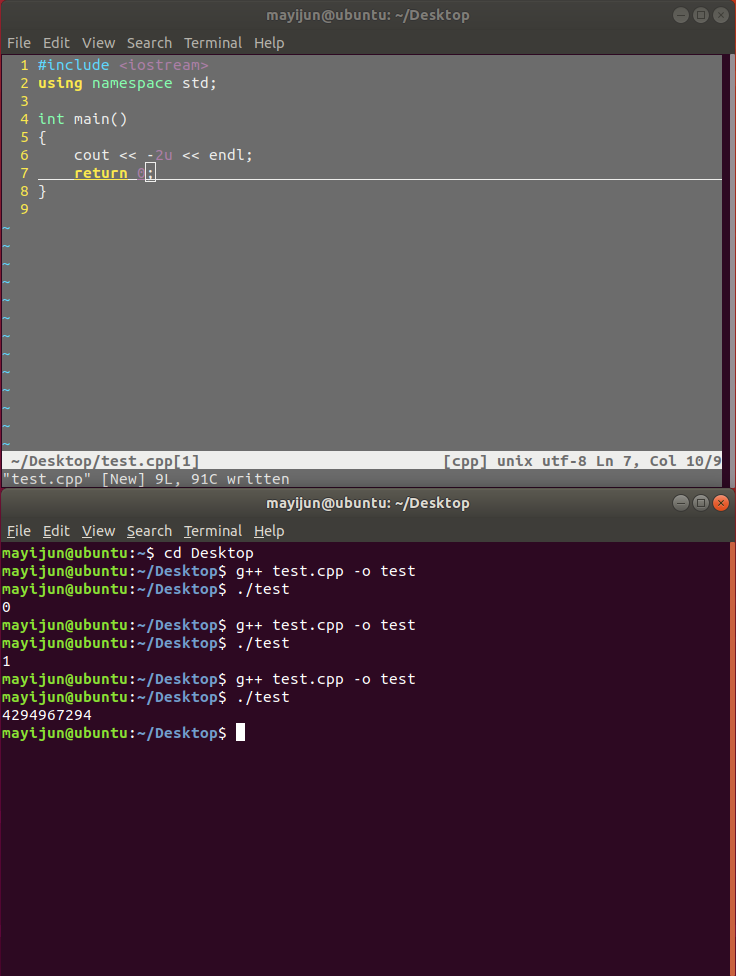 mayijun@ubuntu: ~/Desktop
File Edit View Search Terminal Help
1 #include <iostream>
2 using namespace std;
3
4 int main()
5 {
6     cout << -2u << endl;
7     return 0;
8 }
9
~
~
~
~
~
~
~
~
~
~
~
~
~
~/Desktop/test.cpp[1] [cpp] unix utf-8 Ln 7, Col 10/9
"test.cpp" [New] 9L, 91C written
mayijun@ubuntu: ~/Desktop
File Edit View Search Terminal Help
mayijun@ubuntu:~$ cd Desktop
mayijun@ubuntu:~/Desktop$ g++ test.cpp -o test
mayijun@ubuntu:~/Desktop$ ./test
0
mayijun@ubuntu:~/Desktop$ g++ test.cpp -o test
mayijun@ubuntu:~/Desktop$ ./test
1
mayijun@ubuntu:~/Desktop$ g++ test.cpp -o test
mayijun@ubuntu:~/Desktop$ ./test
4294967294
mayijun@ubuntu:~/Desktop$